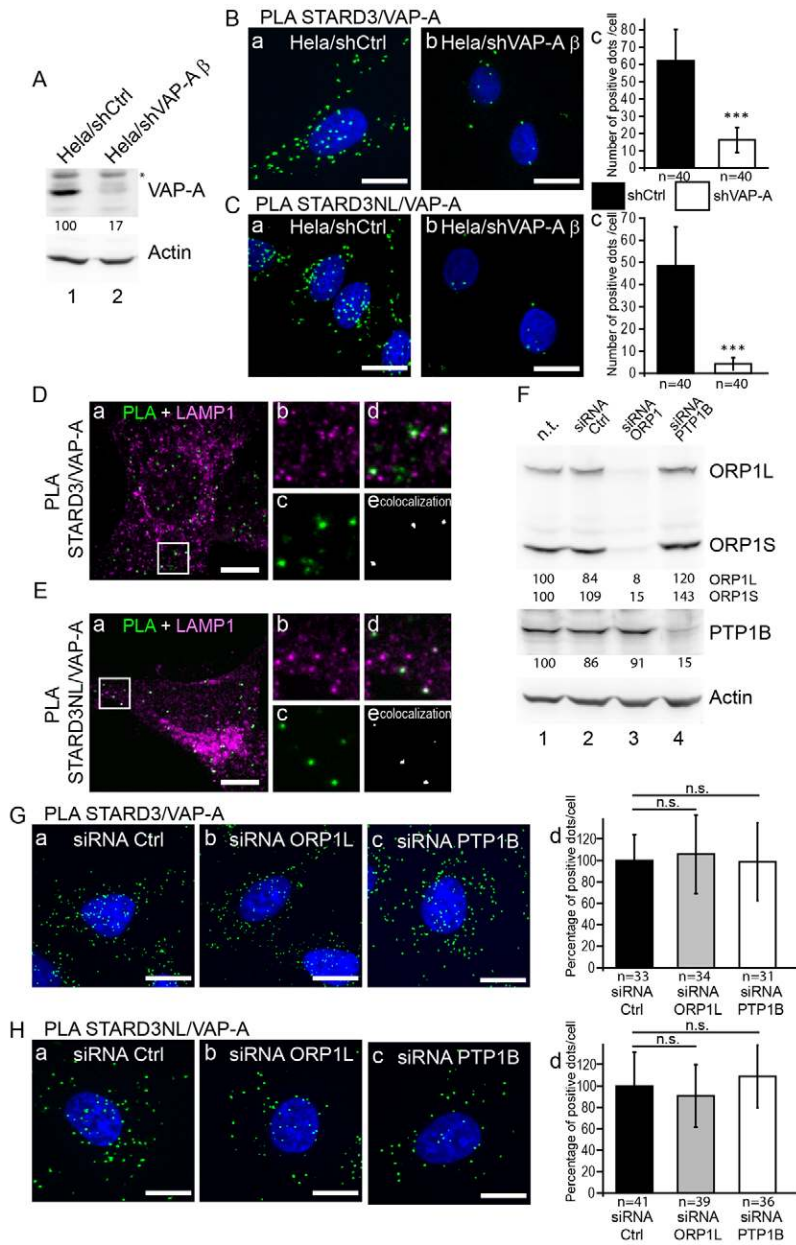 A
Hela/shCtrl
Hela/shVAP-A β
*
VAP-A
100 17
Actin
1 2
B PLA STARD3/VAP-A
a Hela/shCtrl
b Hela/shVAP-A β
c
Number of positive dots /cell
80
70
60
50
40
30
20
10
0
***
n=40 n=40
shCtrl shVAP-A
C PLA STARD3NL/VAP-A
a Hela/shCtrl
b Hela/shVAP-A β
c
Number of positive dots /cell
70
60
50
40
30
20
10
0
***
n=40 n=40
D
PLA
STARD3/VAP-A
a PLA + LAMP1
b
d
c
e colocalization
E
PLA
STARD3NL/VAP-A
a PLA + LAMP1
b
d
c
e colocalization
F
n.t.
siRNA Ctrl
siRNA ORP1
siRNA PTP1B
ORP1L
ORP1S
100 84 8 120 ORP1L
100 109 15 143 ORP1S
PTP1B
100 86 91 15
Actin
1 2 3 4
G PLA STARD3/VAP-A
a siRNA Ctrl
b siRNA ORP1L
c siRNA PTP1B
d
Percentage of positive dots/cell
120
100
80
60
40
20
0
n.s.
n.s.
n=33 n=34 n=31
siRNA siRNA siRNA
Ctrl ORP1L PTP1B
H PLA STARD3NL/VAP-A
a siRNA Ctrl
b siRNA ORP1L
c siRNA PTP1B
d
Percentage of positive dots/cell
120
100
80
60
40
20
0
n.s.
n.s.
n=41 n=39 n=36
siRNA siRNA siRNA
Ctrl ORP1L PTP1B